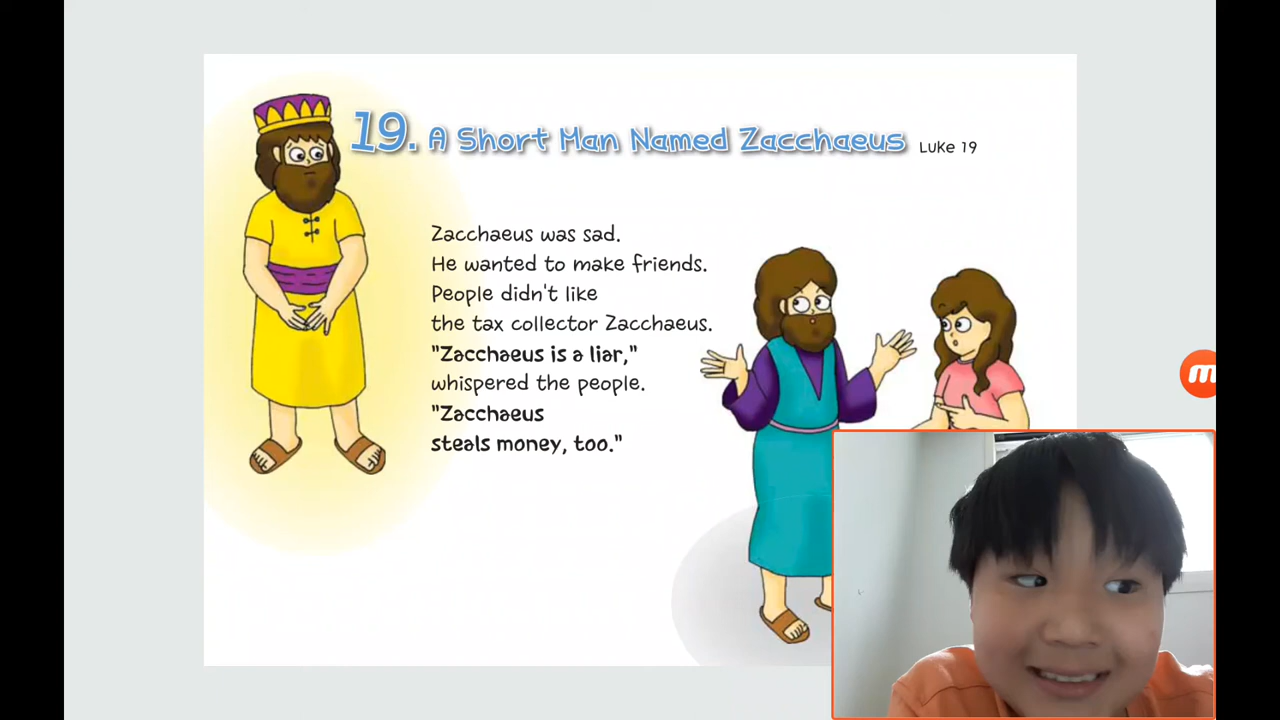 19. A Short Man Named Zacchaeus Luke 19
Zacchaeus was sad.
He wanted to make friends.
People didn't like
the tax collector Zacchaeus.
"Zacchaeus is a liar,"
whispered the people.
"Zacchaeus
steals money, too."
m